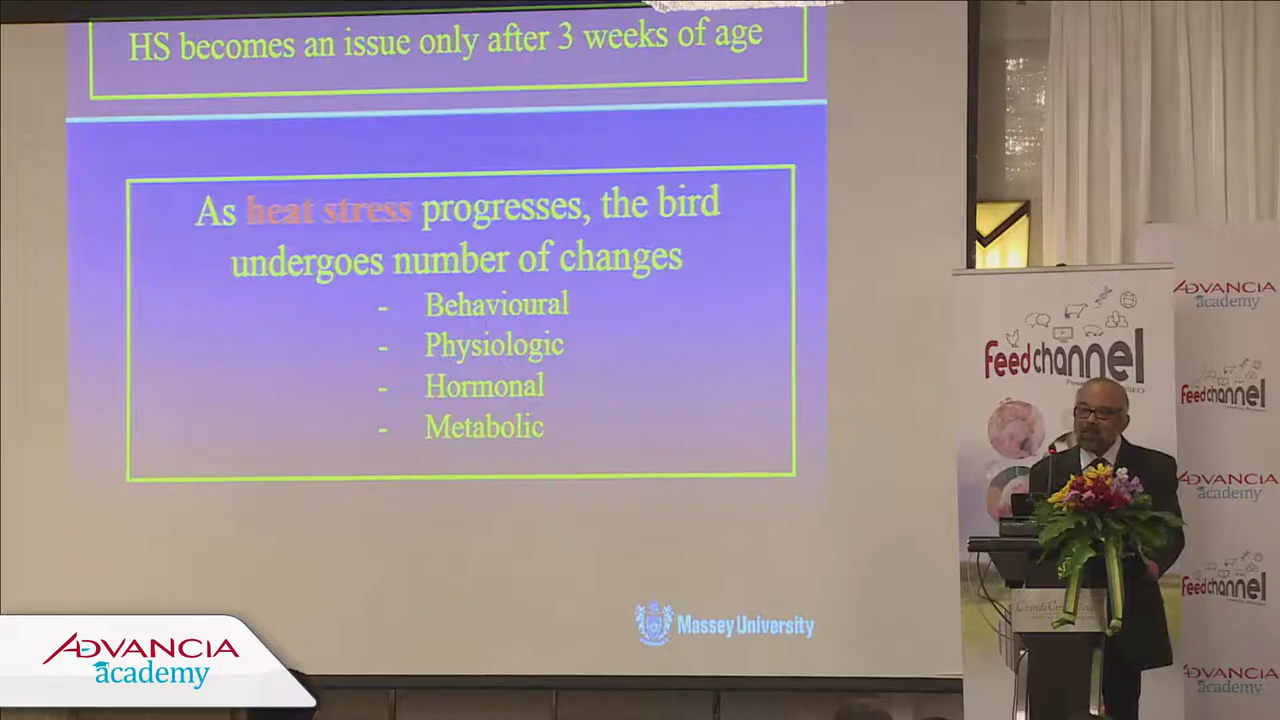 HS becomes an issue only after 3 weeks of age
As heat stress progresses, the bird
undergoes number of changes
- Behavioural
- Physiologic
- Hormonal
- Metabolic
Massey University
ADVANCIA
academy
Feedchannel
ADVANCIA
academy
Feedchannel
ADVANCIA
academy
Feedchannel
ADVANCIA
academy